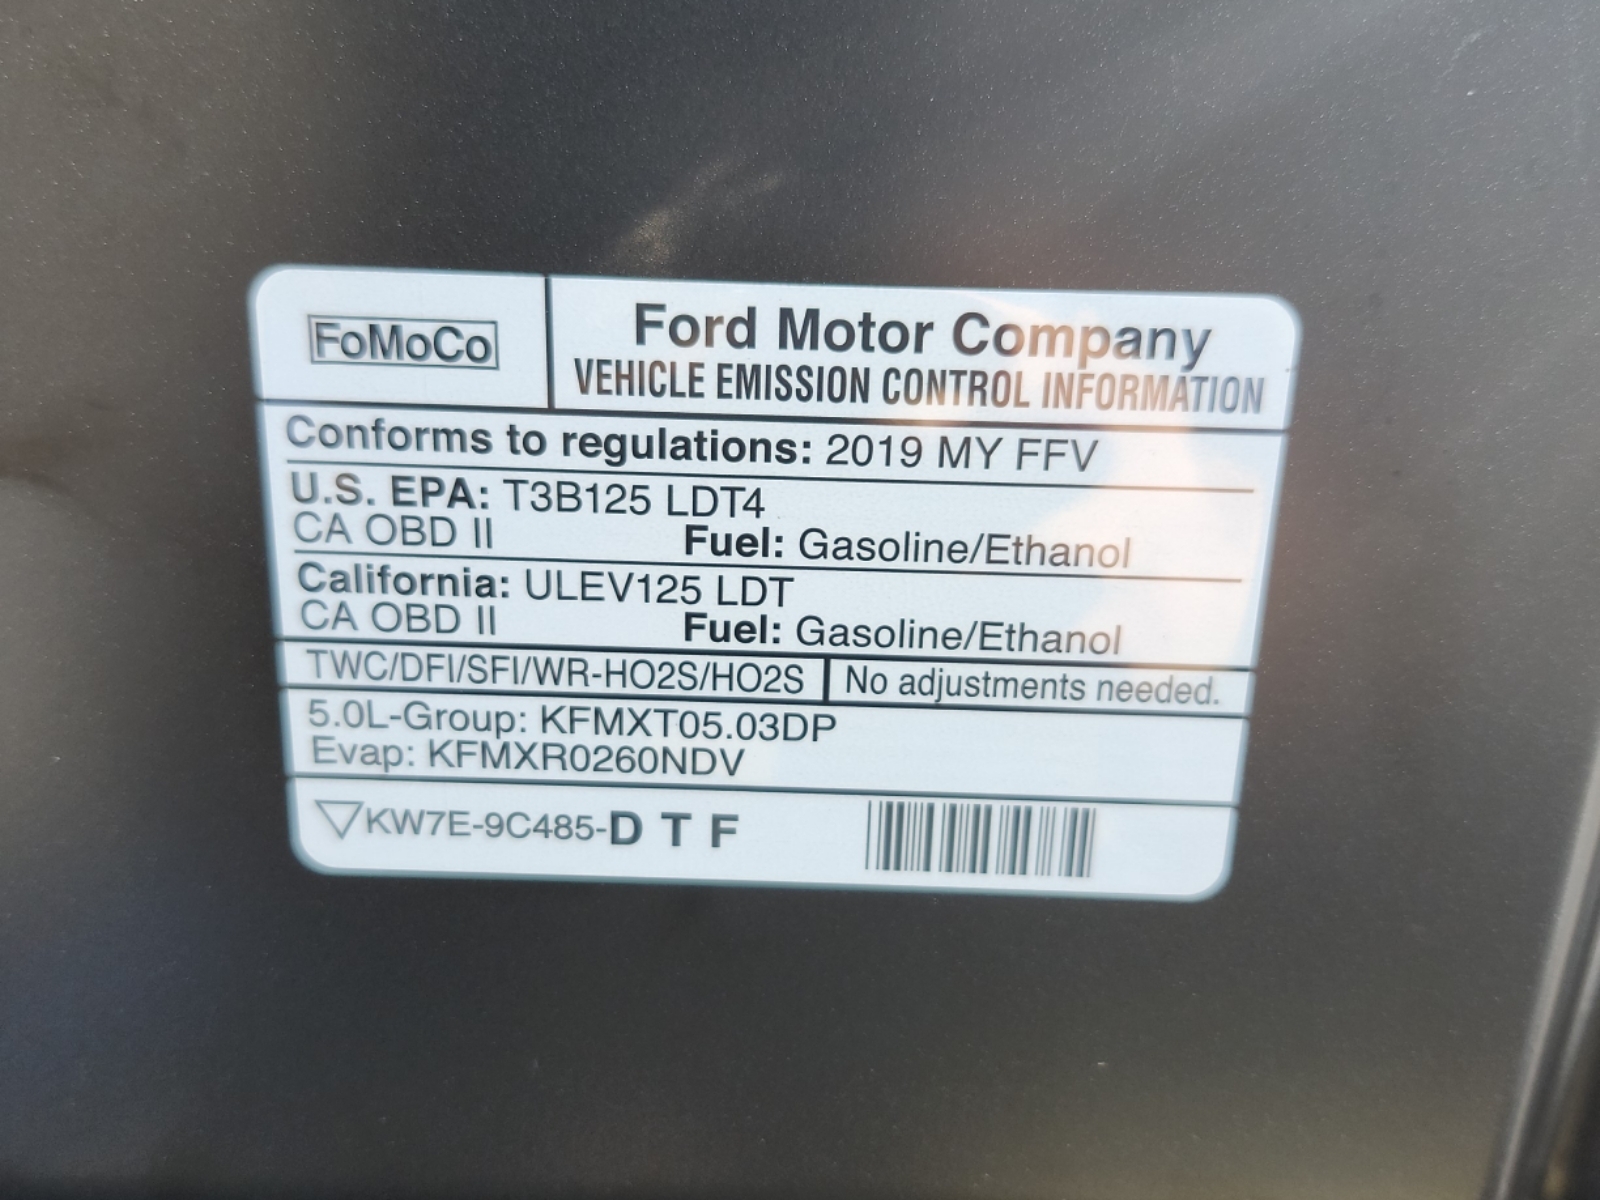 FoMoCo
Ford Motor Company
VEHICLE EMISSION CONTROL INFORMATION
Conforms to regulations: 2019 MY FFV
U.S. EPA: T3B125 LDT4
CA OBD II Fuel: Gasoline/Ethanol
California: ULEV125 LDT
CA OBD II Fuel: Gasoline/Ethanol
TWC/DFI/SFI/WR-HO2S/HO2S No adjustments needed.
5.0L-Group: KFMXT05.03DP
Evap: KFMXR0260NDV
KW7E-9C485-D T F